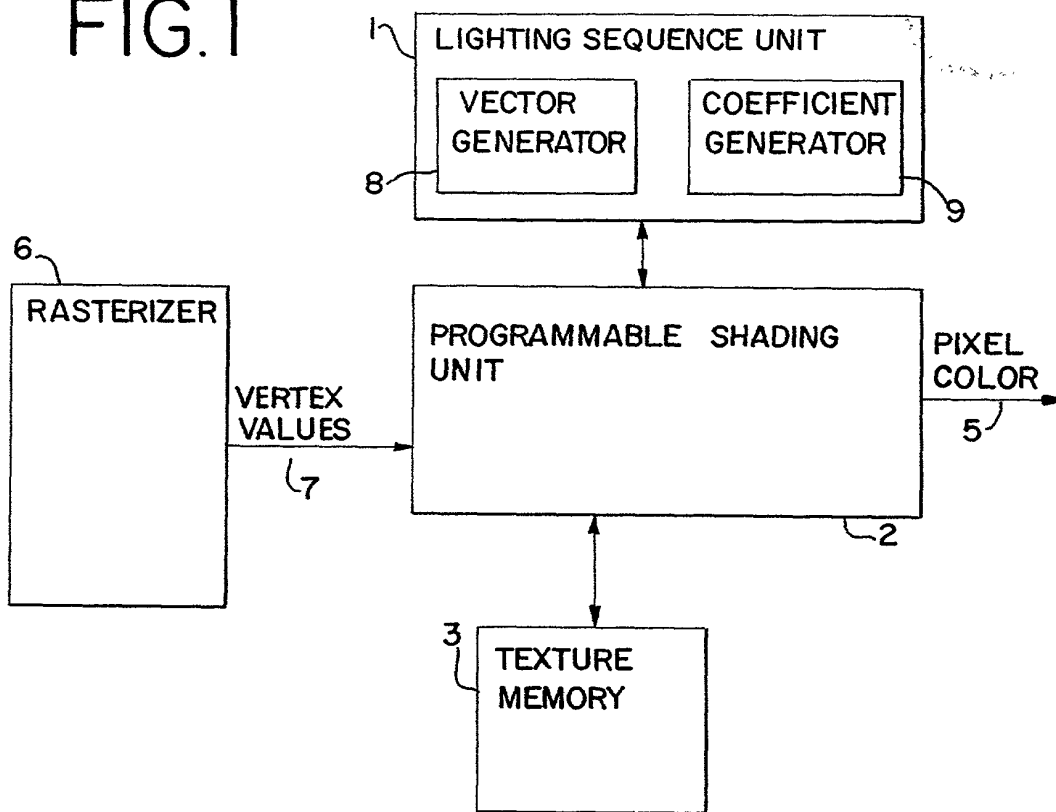 FIG. 1
1
LIGHTING SEQUENCE UNIT
VECTOR
GENERATOR
COEFFICIENT
GENERATOR
8
9
6
RASTERIZER
PROGRAMMABLE SHADING
UNIT
VERTEX
VALUES
7
PIXEL
COLOR
5
2
3
TEXTURE
MEMORY